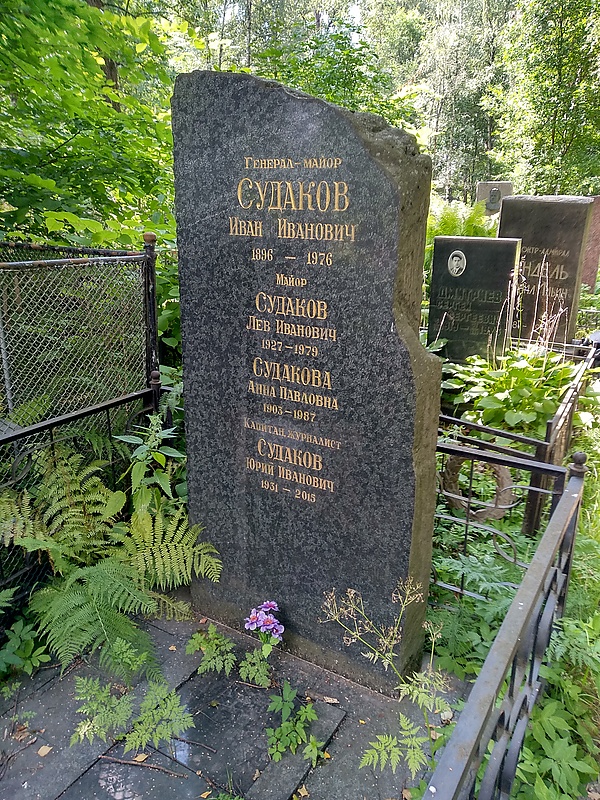 Генерал-майор
Судаков
Иван Иванович
1896 - 1976
Майор
Судаков
Лев Иванович
1927-1979
Судакова
Анна Павловна
1903-1987
Капитан, журналист
Судаков
Юрий Иванович
1931 - 2015
Дмитриев